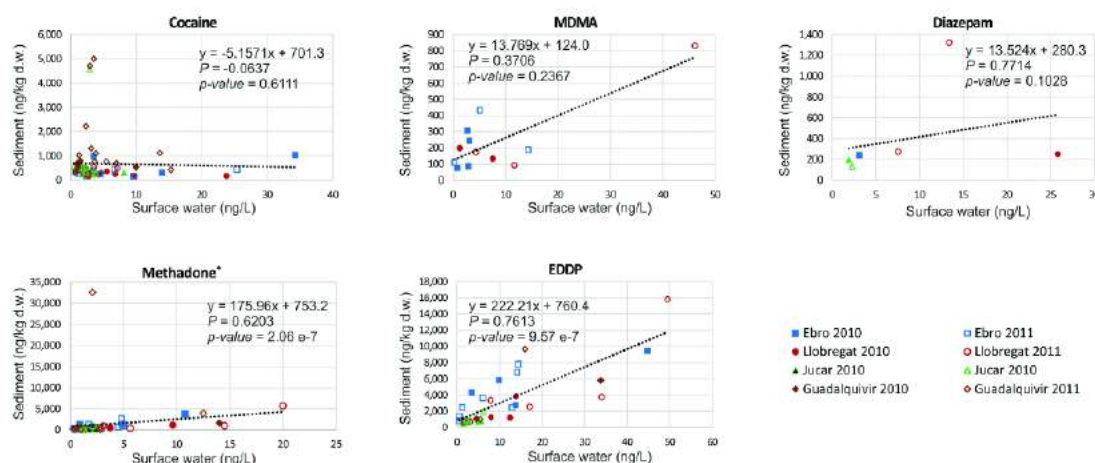 Cocaine
6,000
5,000
4,000
3,000
2,000
1,000
0
Sediment (ng/kg d.w.)
y = -5.1571x + 701.3
P = -0.0637
p-value = 0.6111
0 10 20 30 40
Surface water (ng/L)
MDMA
900
800
700
600
500
400
300
200
100
0
Sediment (ng/kg d.w.)
y = 13.769x + 124.0
P = 0.3706
p-value = 0.2367
0 10 20 30 40 50
Surface water (ng/L)
Diazepam
1,400
1,200
1,000
800
600
400
200
0
Sediment (ng/kg d.w.)
y = 13.524x + 280.3
P = 0.7714
p-value = 0.1028
0 5 10 15 20 25 30
Surface water (ng/L)
Methadone*
35,000
30,000
25,000
20,000
15,000
10,000
5,000
0
Sediment (ng/kg d.w.)
y = 175.96x + 753.2
P = 0.6203
p-value = 2.06 e-7
0 5 10 15 20 25
Surface water (ng/L)
EDDP
18,000
16,000
14,000
12,000
10,000
8,000
6,000
4,000
2,000
0
Sediment (ng/kg d.w.)
y = 222.21x + 760.4
P = 0.7613
p-value = 9.57 e-7
0 10 20 30 40 50 60
Surface water (ng/L)
Ebro 2010 Ebro 2011
Llobregat 2010 Llobregat 2011
Jucar 2010 Jucar 2011
Guadalquivir 2010 Guadalquivir 2011